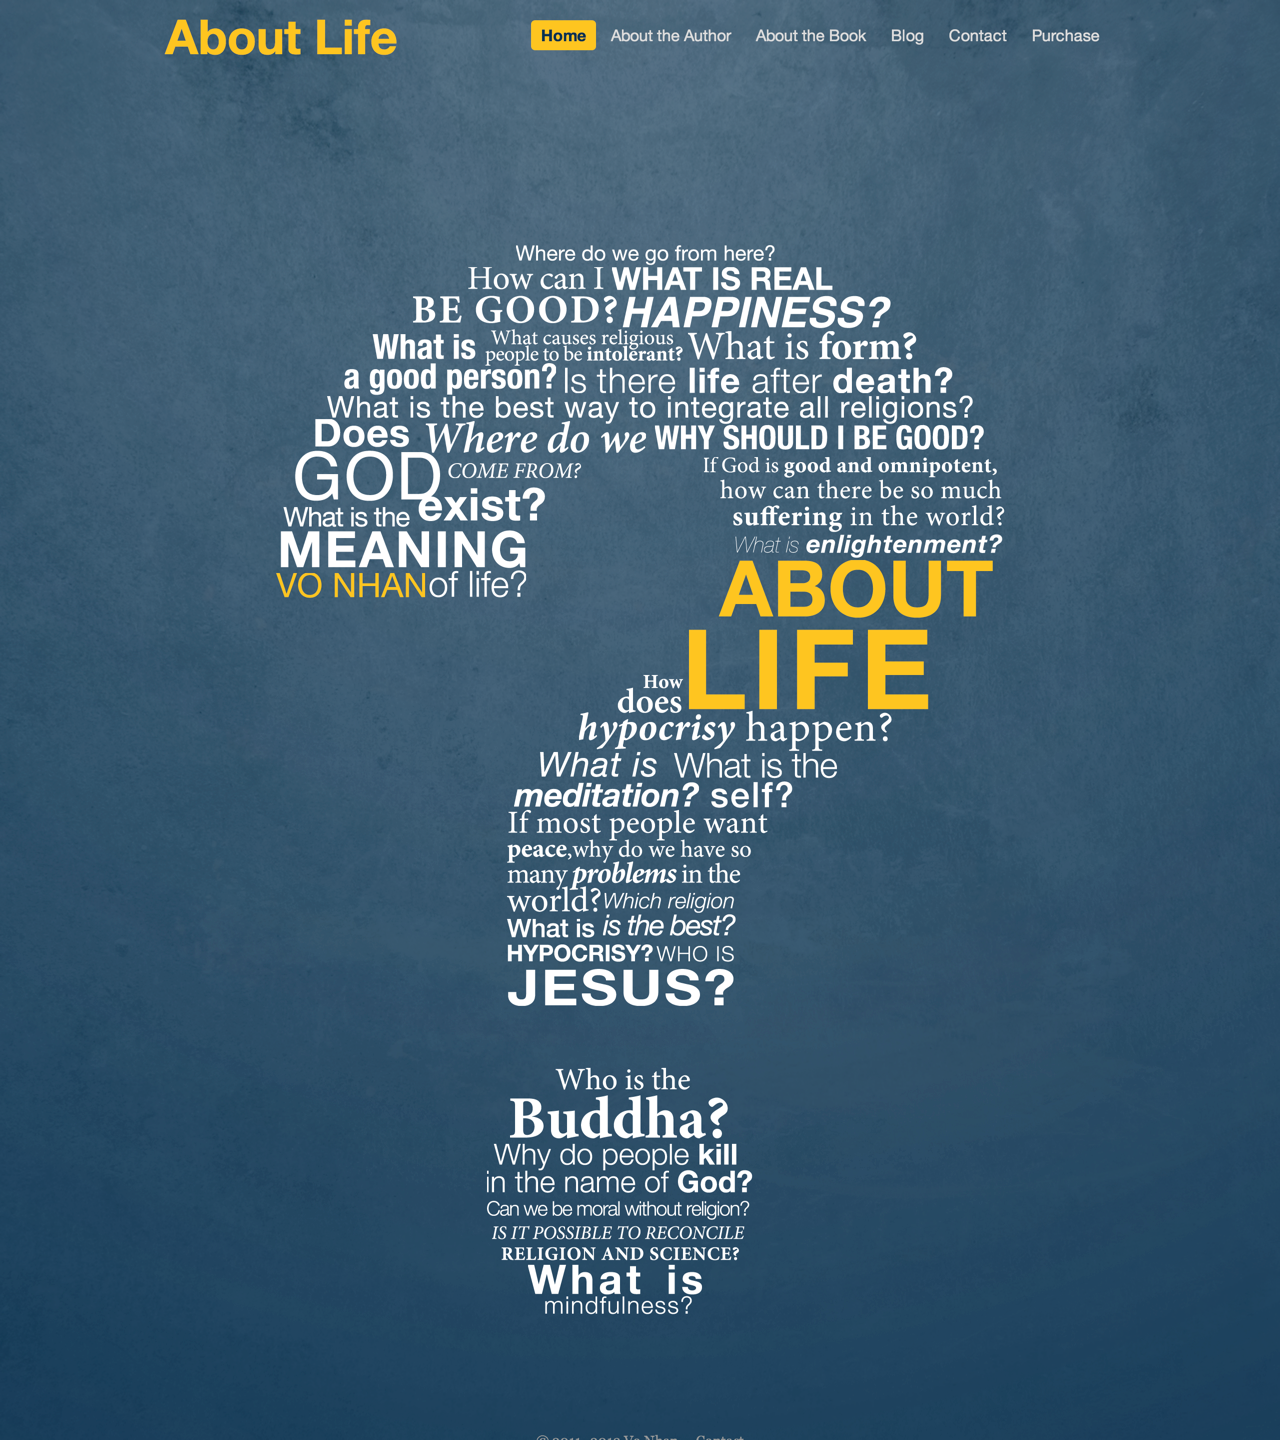 About Life
Home About the Author About the Book Blog Contact Purchase
Where do we go from here?
How can I BE GOOD?
WHAT IS REAL HAPPINESS?
What is a good person?
What causes religious
people to be intolerant?
What is form?
Is there life after death?
What is the best way to integrate all religions?
Does GOD exist?
Where do we COME FROM?
WHY SHOULD I BE GOOD?
If God is good and omnipotent,
how can there be so much
suffering in the world?
What is the
MEANING
of life?
VO NHAN
What is enlightenment?
ABOUT
LIFE
How
does
hypocrisy happen?
What is meditation?
What is the self?
If most people want
peace,why do we have so
many problems in the
world?
Which religion
is the best?
What is
HYPOCRISY?
WHO IS
JESUS?
Who is the
Buddha?
Why do people kill
in the name of God?
Can we be moral without religion?
IS IT POSSIBLE TO RECONCILE
RELIGION AND SCIENCE?
What is
mindfulness?